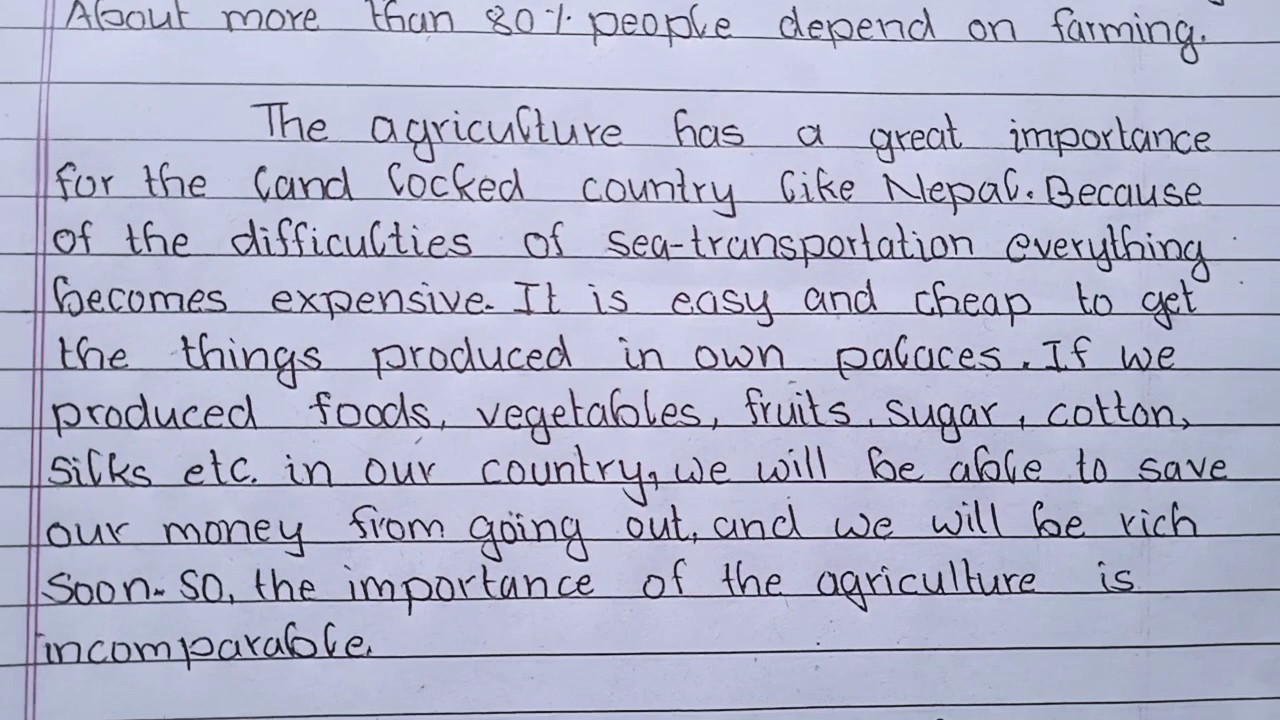 About more than 80% people depend on farming.
The agriculture has a great importance
for the land locked country like Nepal. Because
of the difficulties of sea-transportation everything
becomes expensive. It is easy and cheap to get
the things produced in own palaces. If we
produced foods, vegetables, fruits, sugar, cotton,
silks etc. in our country, we will be able to save
our money from going out, and we will be rich
soon. So, the importance of the agriculture is
incomparable.